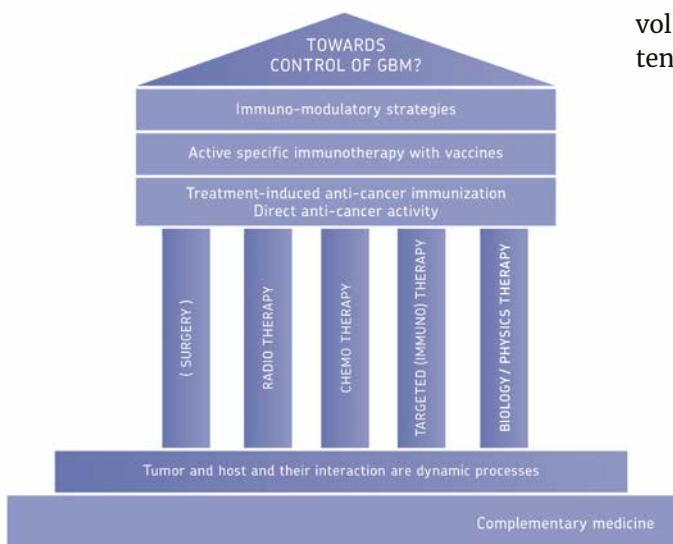 vol
ten
TOWARDS
CONTROL OF GBM?
Immuno-modulatory strategies
Active specific immunotherapy with vaccines
Treatment-induced anti-cancer immunization
Direct anti-cancer activity
( SURGERY )
RADIO THERAPY
CHEMO THERAPY
TARGETED (IMMUNO) THERAPY
BIOLOGY / PHYSICS THERAPY
Tumor and host and their interaction are dynamic processes
Complementary medicine